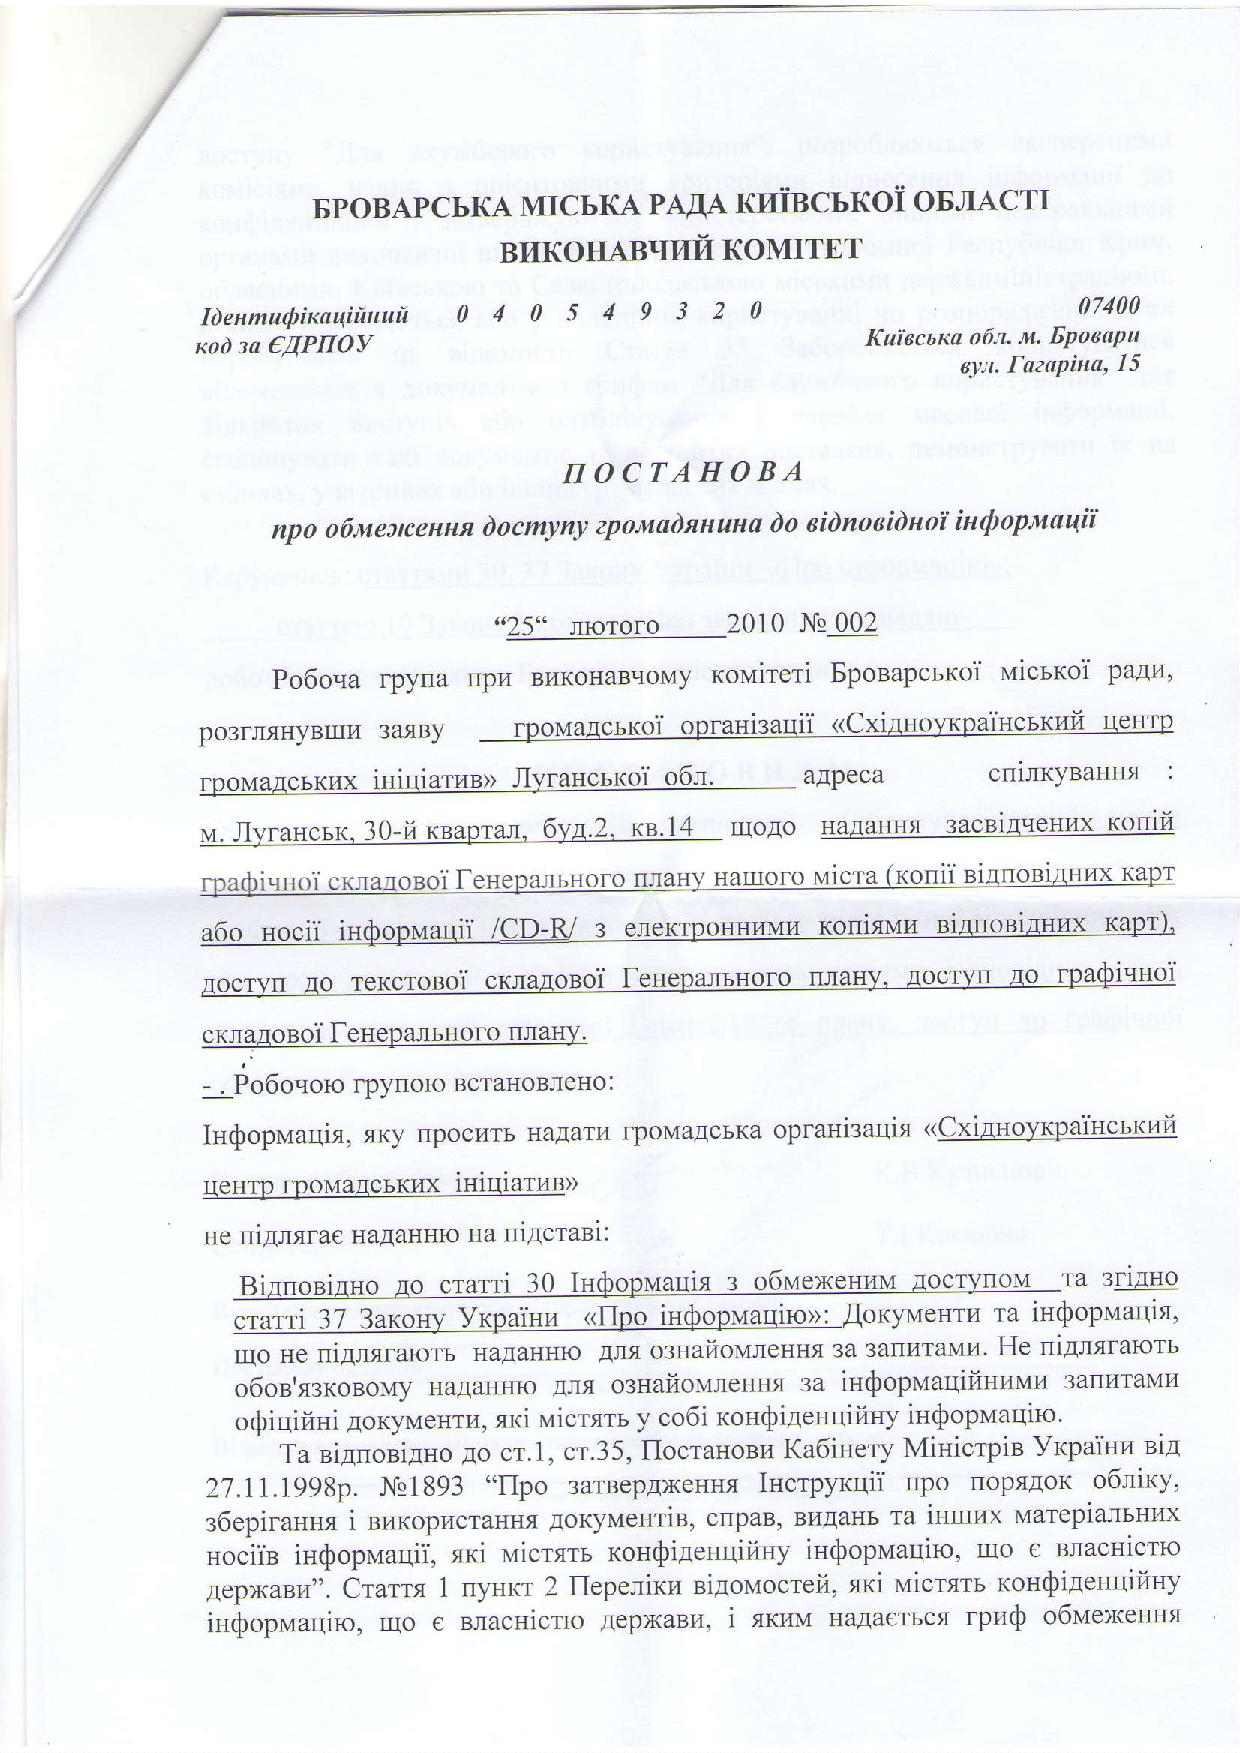 БРОВАРСЬКА МІСЬКА РАДА КИЇВСЬКОЇ ОБЛАСТІ
ВИКОНАВЧИЙ КОМІТЕТ
Ідентифікаційний 0 4 0 5 4 9 3 2 0 07400
код за ЄДРПОУ Київська обл. м. Бровари
вул. Гагаріна, 15
П О С Т А Н О В А
про обмеження доступу громадянина до відповідної інформації
“25“ лютого 2010 № 002
Робоча група при виконавчому комітеті Броварської міської ради,
розглянувши заяву громадської організації «Східноукраїнський центр
громадських ініціатив» Луганської обл. адреса спілкування :
м. Луганськ, 30-й квартал, буд.2, кв.14 щодо надання засвідчених копій
графічної складової Генерального плану нашого міста (копії відповідних карт
або носії інформації /CD-R/ з електронними копіями відповідних карт),
доступ до текстової складової Генерального плану, доступ до графічної
складової Генерального плану.
- . Робочою групою встановлено:
Інформація, яку просить надати громадська організація «Східноукраїнський
центр громадських ініціатив»
не підлягає наданню на підставі:
Відповідно до статті 30 Інформація з обмеженим доступом та згідно
статті 37 Закону України «Про інформацію»: Документи та інформація,
що не підлягають наданню для ознайомлення за запитами. Не підлягають
обов'язковому наданню для ознайомлення за інформаційними запитами
офіційні документи, які містять у собі конфіденційну інформацію.
Та відповідно до ст.1, ст.35, Постанови Кабінету Міністрів України від
27.11.1998р. №1893 “Про затвердження Інструкції про порядок обліку,
зберігання і використання документів, справ, видань та інших матеріальних
носіїв інформації, які містять конфіденційну інформацію, що є власністю
держави”. Стаття 1 пункт 2 Переліки відомостей, які містять конфіденційну
інформацію, що є власністю держави, і яким надається гриф обмеження